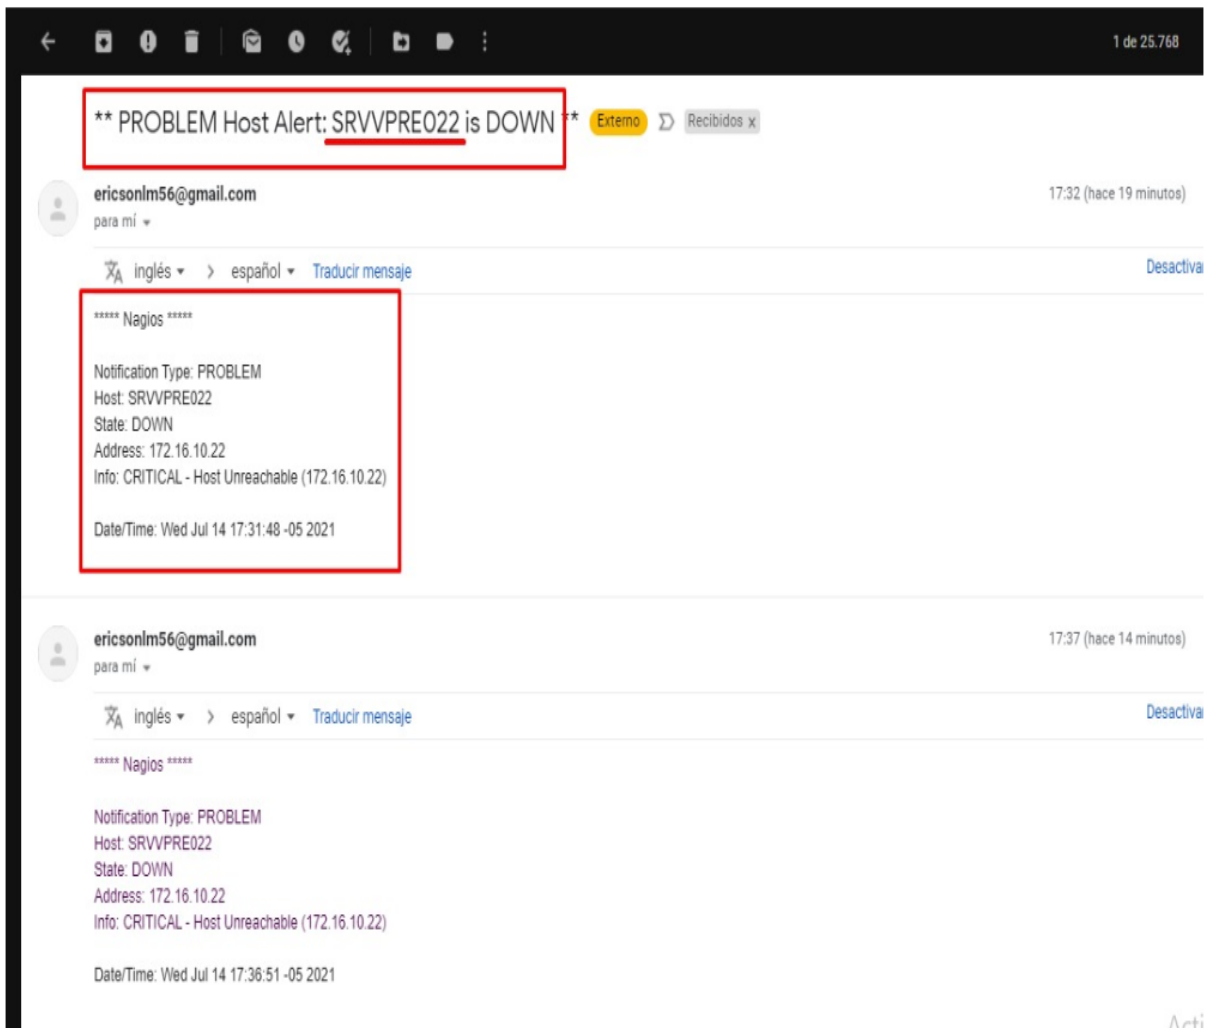 1 de 25.768
** PROBLEM Host Alert: SRVVPRE022 is DOWN ** Externo Recibidos x
ericsonlm56@gmail.com 17:32 (hace 19 minutos)
para mí
inglés > español Traducir mensaje Desactivar
***** Nagios *****
Notification Type: PROBLEM
Host: SRVVPRE022
State: DOWN
Address: 172.16.10.22
Info: CRITICAL - Host Unreachable (172.16.10.22)
Date/Time: Wed Jul 14 17:31:48 -05 2021
ericsonlm56@gmail.com 17:37 (hace 14 minutos)
para mí
inglés > español Traducir mensaje Desactivar
***** Nagios *****
Notification Type: PROBLEM
Host: SRVVPRE022
State: DOWN
Address: 172.16.10.22
Info: CRITICAL - Host Unreachable (172.16.10.22)
Date/Time: Wed Jul 14 17:36:51 -05 2021
Acti